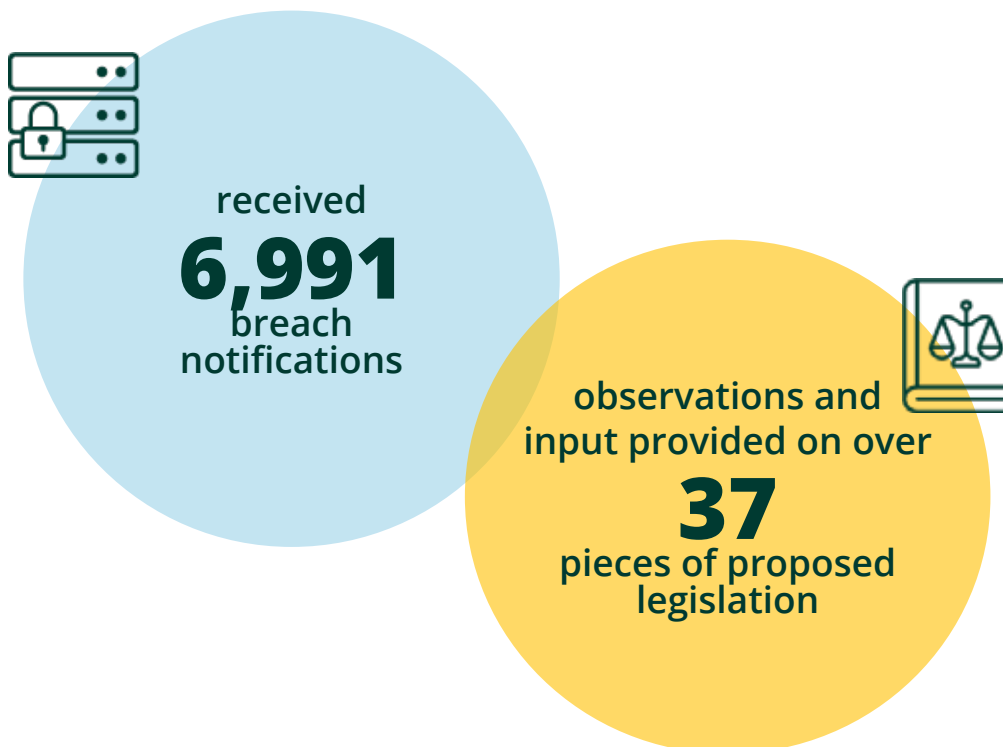 received
6,991
breach
notifications
observations and
input provided on over
37
pieces of proposed
legislation